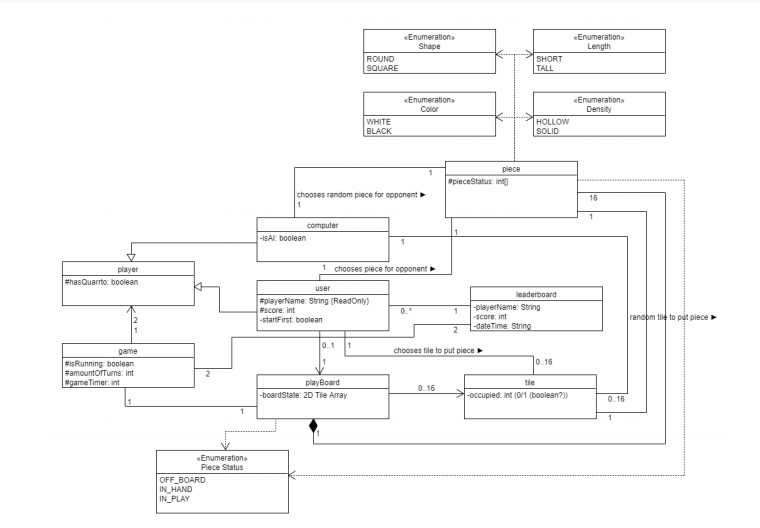 «Enumeration»
Shape
ROUND
SQUARE
«Enumeration»
Length
SHORT
TALL
«Enumeration»
Color
WHITE
BLACK
«Enumeration»
Density
HOLLOW
SOLID
piece
#pieceStatus: int[]
1
16
1
chooses random piece for opponent ►
1
computer
-isAI: boolean
1
1
player
#hasQuarrto: boolean
1
chooses piece for opponent ►
user
#playerName: String (ReadOnly)
#score: int
-startFirst: boolean
0..*
1
leaderboard
-playerName: String
-score: int
-dateTime: String
2
random tile to put piece ►
2
1
game
#isRunning: boolean
#amountOfTurns: int
#gameTimer: int
2
0..1
1
chooses tile to put piece ►
1
0..16
playBoard
-boardState: 2D Tile Array
0..16
tile
-occupied: int (0/1 (boolean?))
0..16
1
1
1
1
«Enumeration»
Piece Status
OFF_BOARD
IN_HAND
IN_PLAY